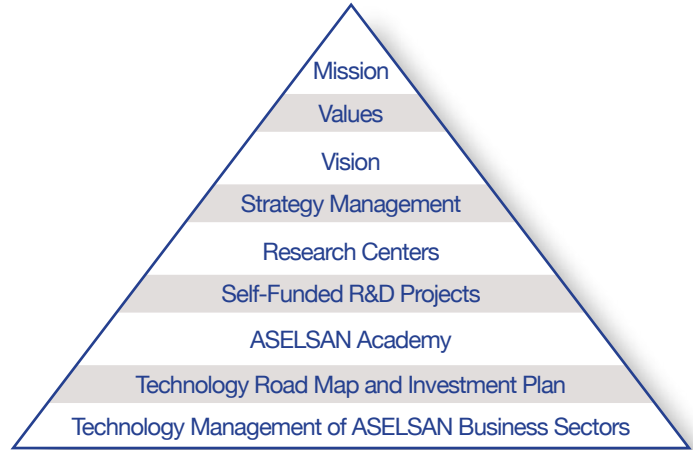 Mission
Values
Vision
Strategy Management
Research Centers
Self-Funded R&D Projects
ASELSAN Academy
Technology Road Map and Investment Plan
Technology Management of ASELSAN Business Sectors